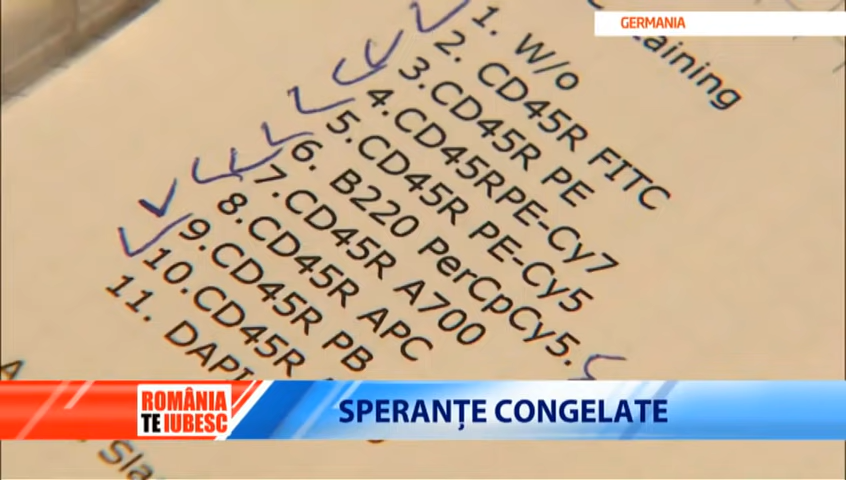 GERMANIA
taining
1. W/o
2. CD45R FITC
3.CD45R PE
4.CD45RPE-Cy7
5.CD45R PE-Cy5
6. B220 PerCpCy5.5
7.CD45R A700
8.CD45R APC
9.CD45R PB
10.CD45R
11. DAPI
ROMÂNIA
TE IUBESC
SPERANȚE CONGELATE